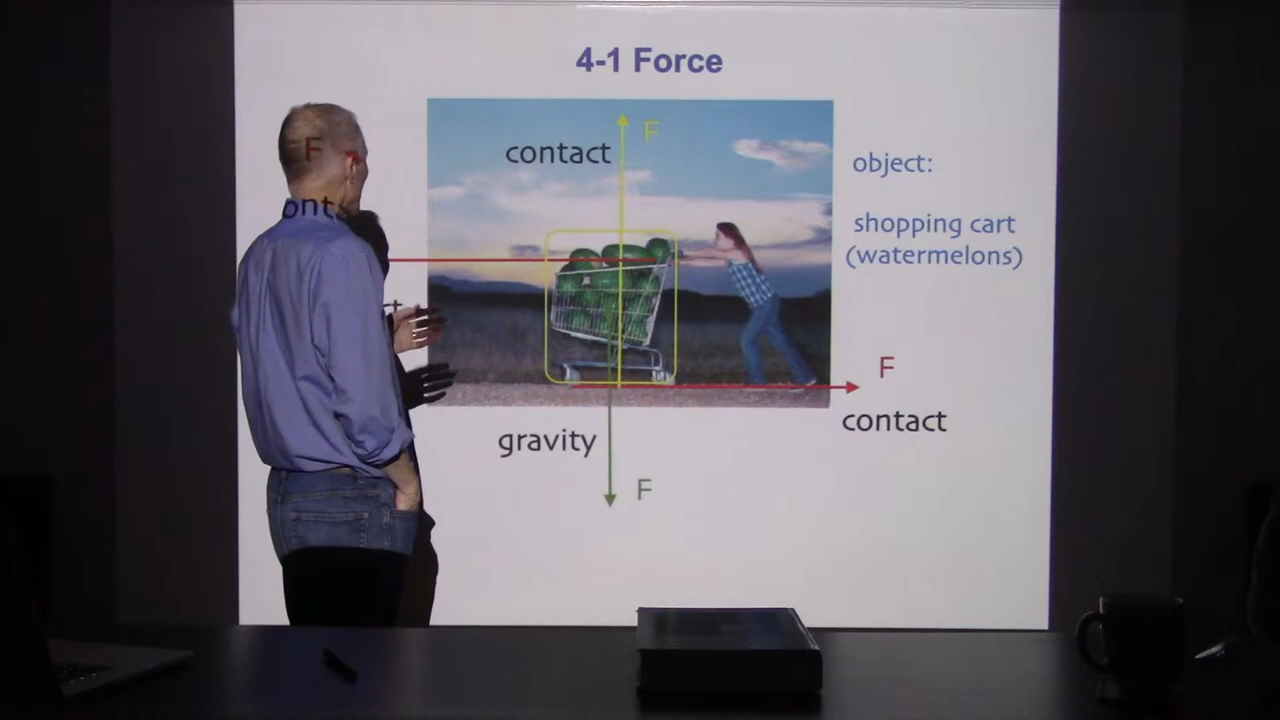 4-1 Force
F
contact
object:
F
shopping cart
(watermelons)
F
contact
gravity
F